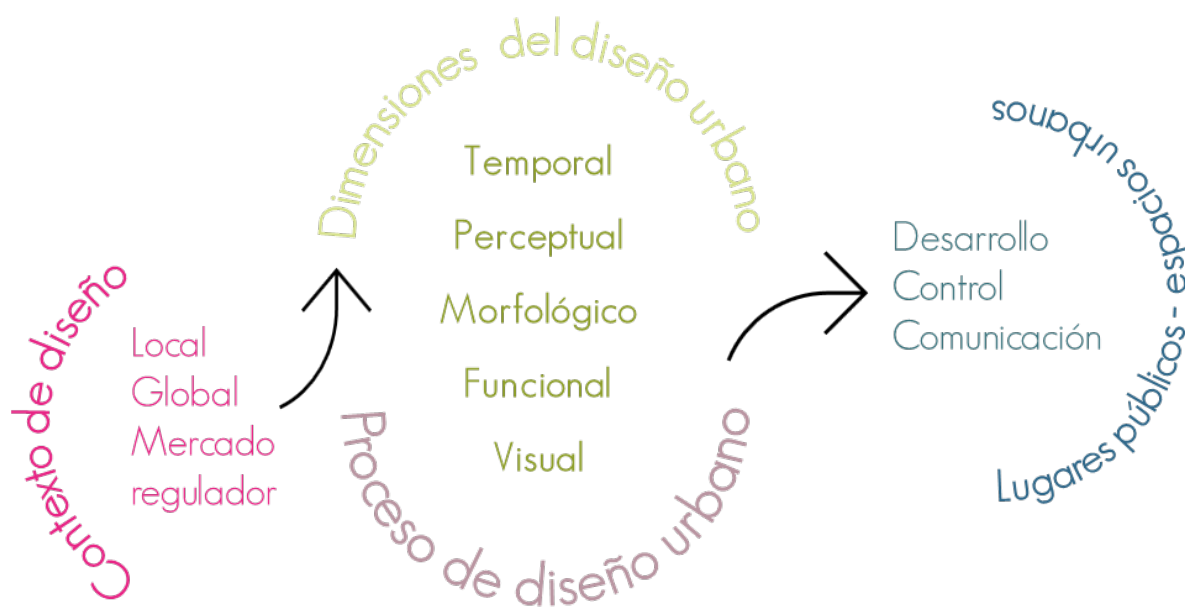 Contexto de diseño
Local
Global
Mercado
regulador
Dimensiones del diseño urbano
Temporal
Perceptual
Morfológico
Funcional
Visual
Proceso de diseño urbano
Desarrollo
Control
Comunicación
Lugares públicos - espacios urbanos